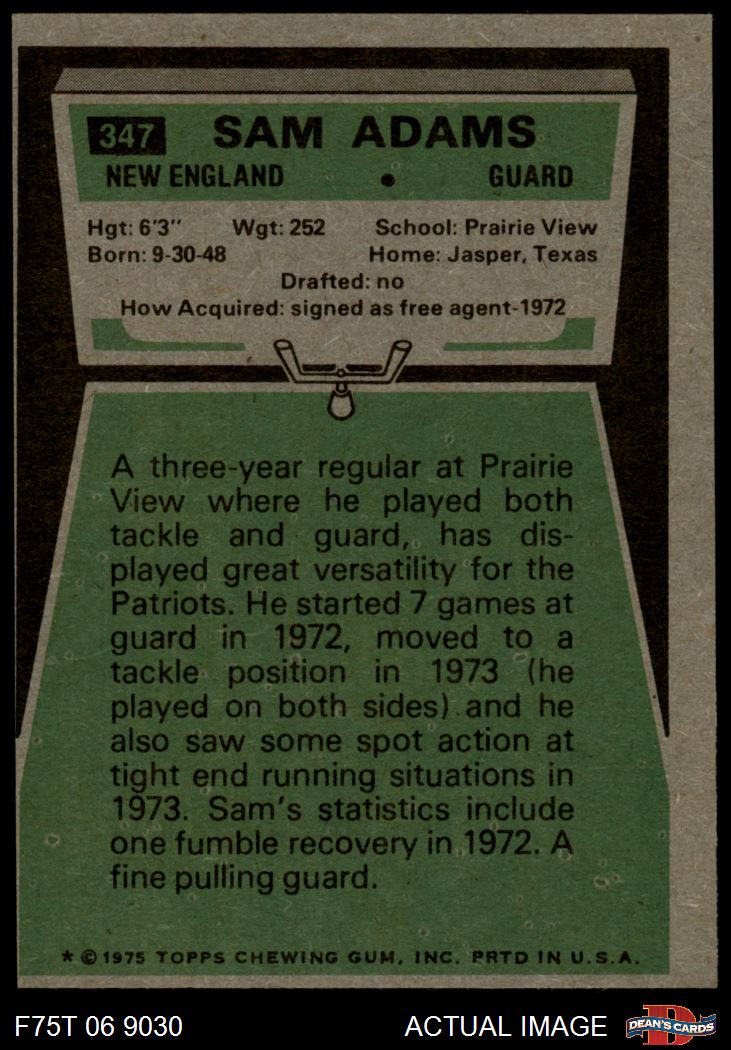 347 SAM ADAMS
NEW ENGLAND • GUARD
Hgt: 6'3" Wgt: 252 School: Prairie View
Born: 9-30-48 Home: Jasper, Texas
Drafted: no
How Acquired: signed as free agent-1972
A three-year regular at Prairie
View where he played both
tackle and guard, has dis-
played great versatility for the
Patriots. He started 7 games at
guard in 1972, moved to a
tackle position in 1973 (he
played on both sides) and he
also saw some spot action at
tight end running situations in
1973. Sam's statistics include
one fumble recovery in 1972. A
fine pulling guard.
* © 1975 TOPPS CHEWING GUM, INC. PRTD IN U.S.A.
F75T 06 9030 ACTUAL IMAGE D DEAN'S CARDS